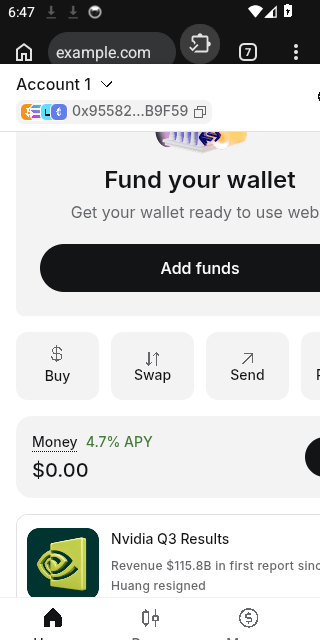 6:47
example.com
7
Account 1
0x95582...B9F59
Fund your wallet
Get your wallet ready to use web
Add funds
Buy
Swap
Send
Money 4.7% APY
$0.00
Nvidia Q3 Results
Revenue $115.8B in first report sinc
Huang resigned